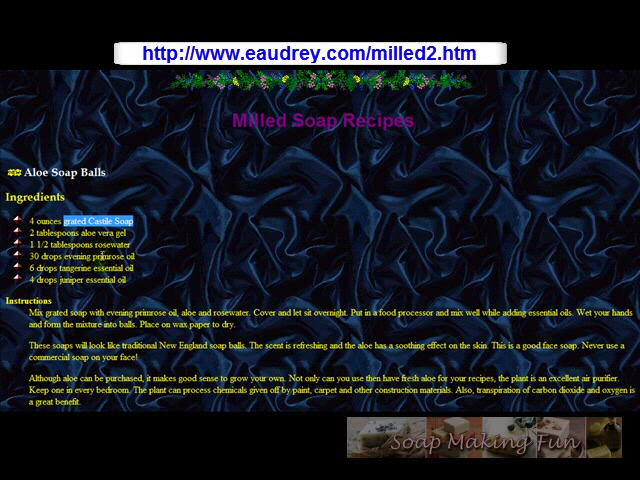 http://www.eaudrey.com/milled2.htm
Milled Soap Recipes
Aloe Soap Balls
Ingredients
4 ounces grated Castile Soap
2 tablespoons aloe vera gel
1 1/2 tablespoons rosewater
30 drops evening primrose oil
6 drops tangerine essential oil
4 drops juniper essential oil
Instructions
Mix grated soap with evening primrose oil, aloe and rosewater. Cover and let sit overnight. Put in a food processor and mix well while adding essential oils. Wet your hands
and form the mixture into balls. Place on wax paper to dry.
These soaps will look like traditional New England soap balls. The scent is refreshing and the aloe has a soothing effect on the skin. This is a good face soap. Never use a
commercial soap on your face!
Although aloe can be purchased, it makes good sense to grow your own. Not only can you use then have fresh aloe for your recipes, the plant is an excellent air purifier.
Keep one in every bedroom. The plant can process chemicals given off by paint, carpet and other construction materials. Also, transpiration of carbon dioxide and oxygen is
a great benefit.
Soap Making Fun